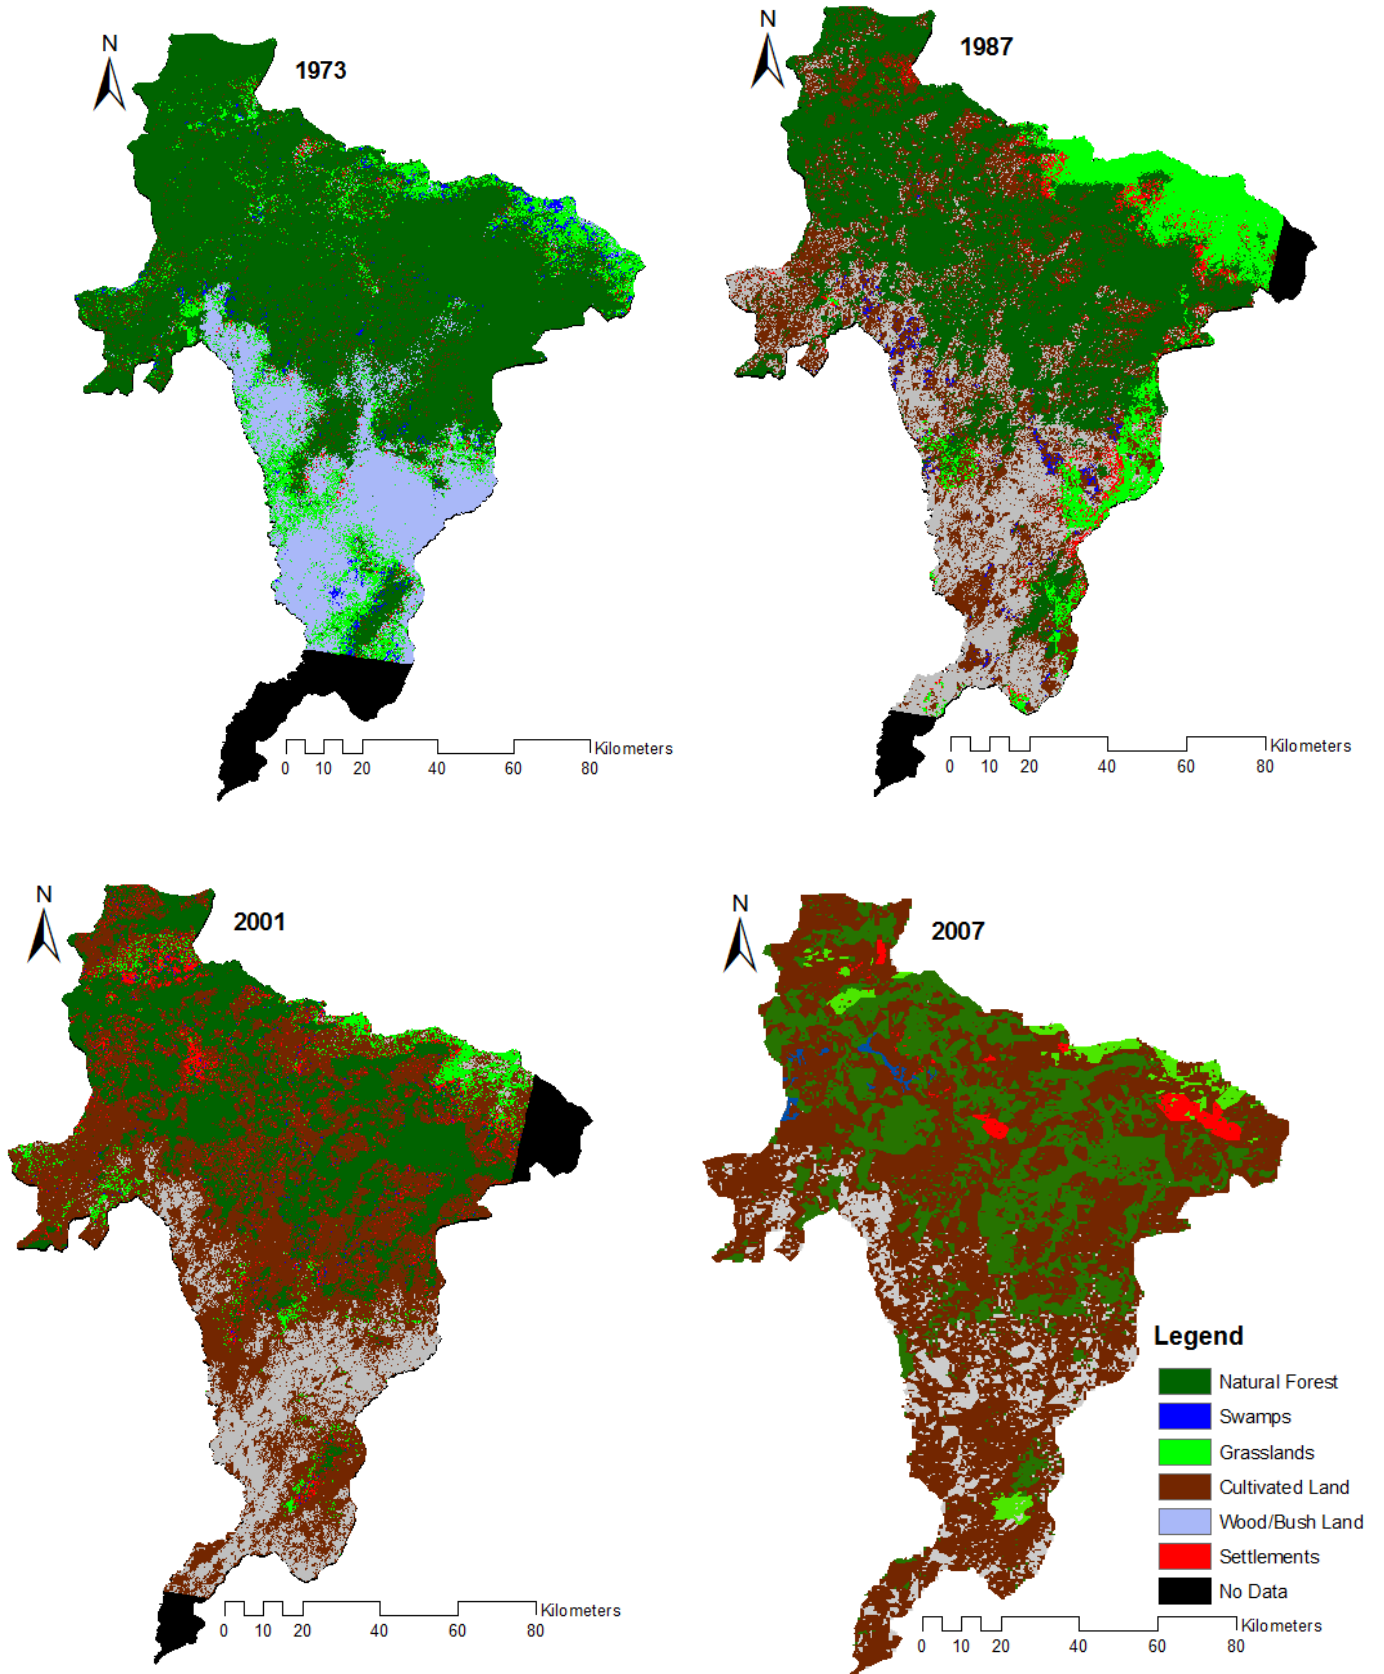 N
1973
Kilometers
0 10 20 40 60 80
N
1987
Kilometers
0 10 20 40 60 80
N
2001
Kilometers
0 10 20 40 60 80
N
2007
Legend
Natural Forest
Swamps
Grasslands
Cultivated Land
Wood/Bush Land
Settlements
No Data
Kilometers
0 10 20 40 60 80